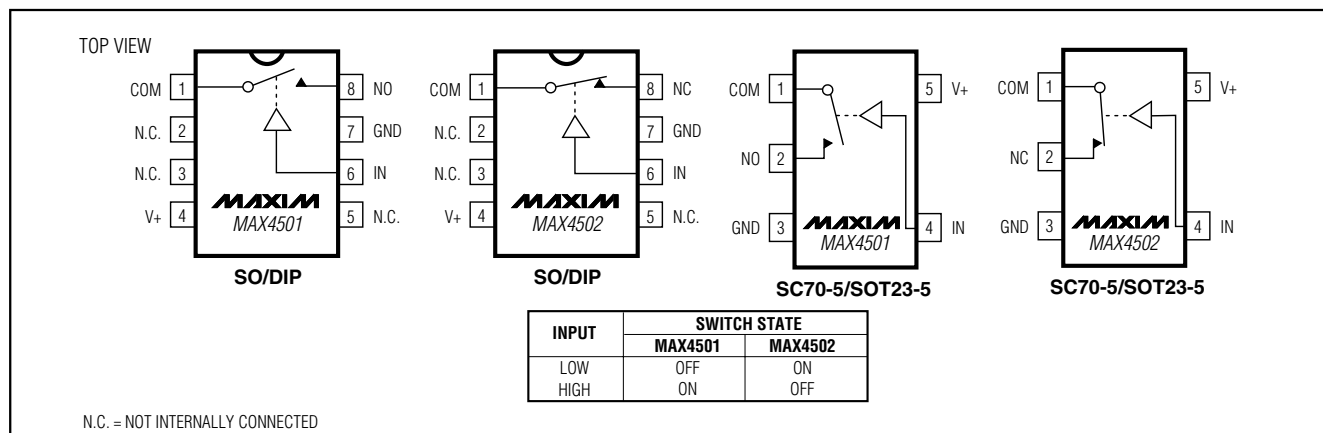 TOP VIEW
COM 1 8 NO
N.C. 2 7 GND
N.C. 3 6 IN
V+ 4 5 N.C.
MAXIM
MAX4501
SO/DIP
COM 1 8 NC
N.C. 2 7 GND
N.C. 3 6 IN
V+ 4 5 N.C.
MAXIM
MAX4502
SO/DIP
COM 1 5 V+
NO 2
GND 3 4 IN
MAXIM
MAX4501
SC70-5/SOT23-5
COM 1 5 V+
NC 2
GND 3 4 IN
MAXIM
MAX4502
SC70-5/SOT23-5
INPUT SWITCH STATE
MAX4501 MAX4502
LOW OFF ON
HIGH ON OFF
N.C. = NOT INTERNALLY CONNECTED